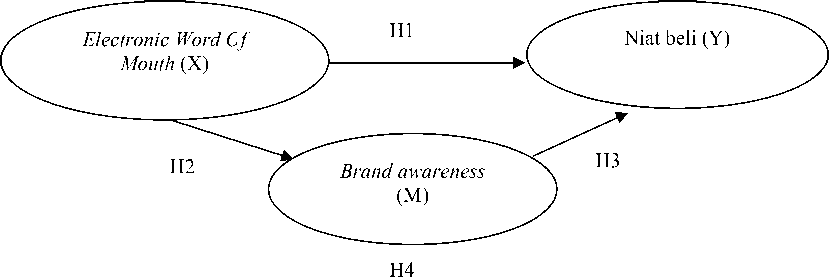 Electronic Word Cf
Mouth (X)
H1
Niat beli (Y)
H2
Brand awareness
(M)
H3
H4